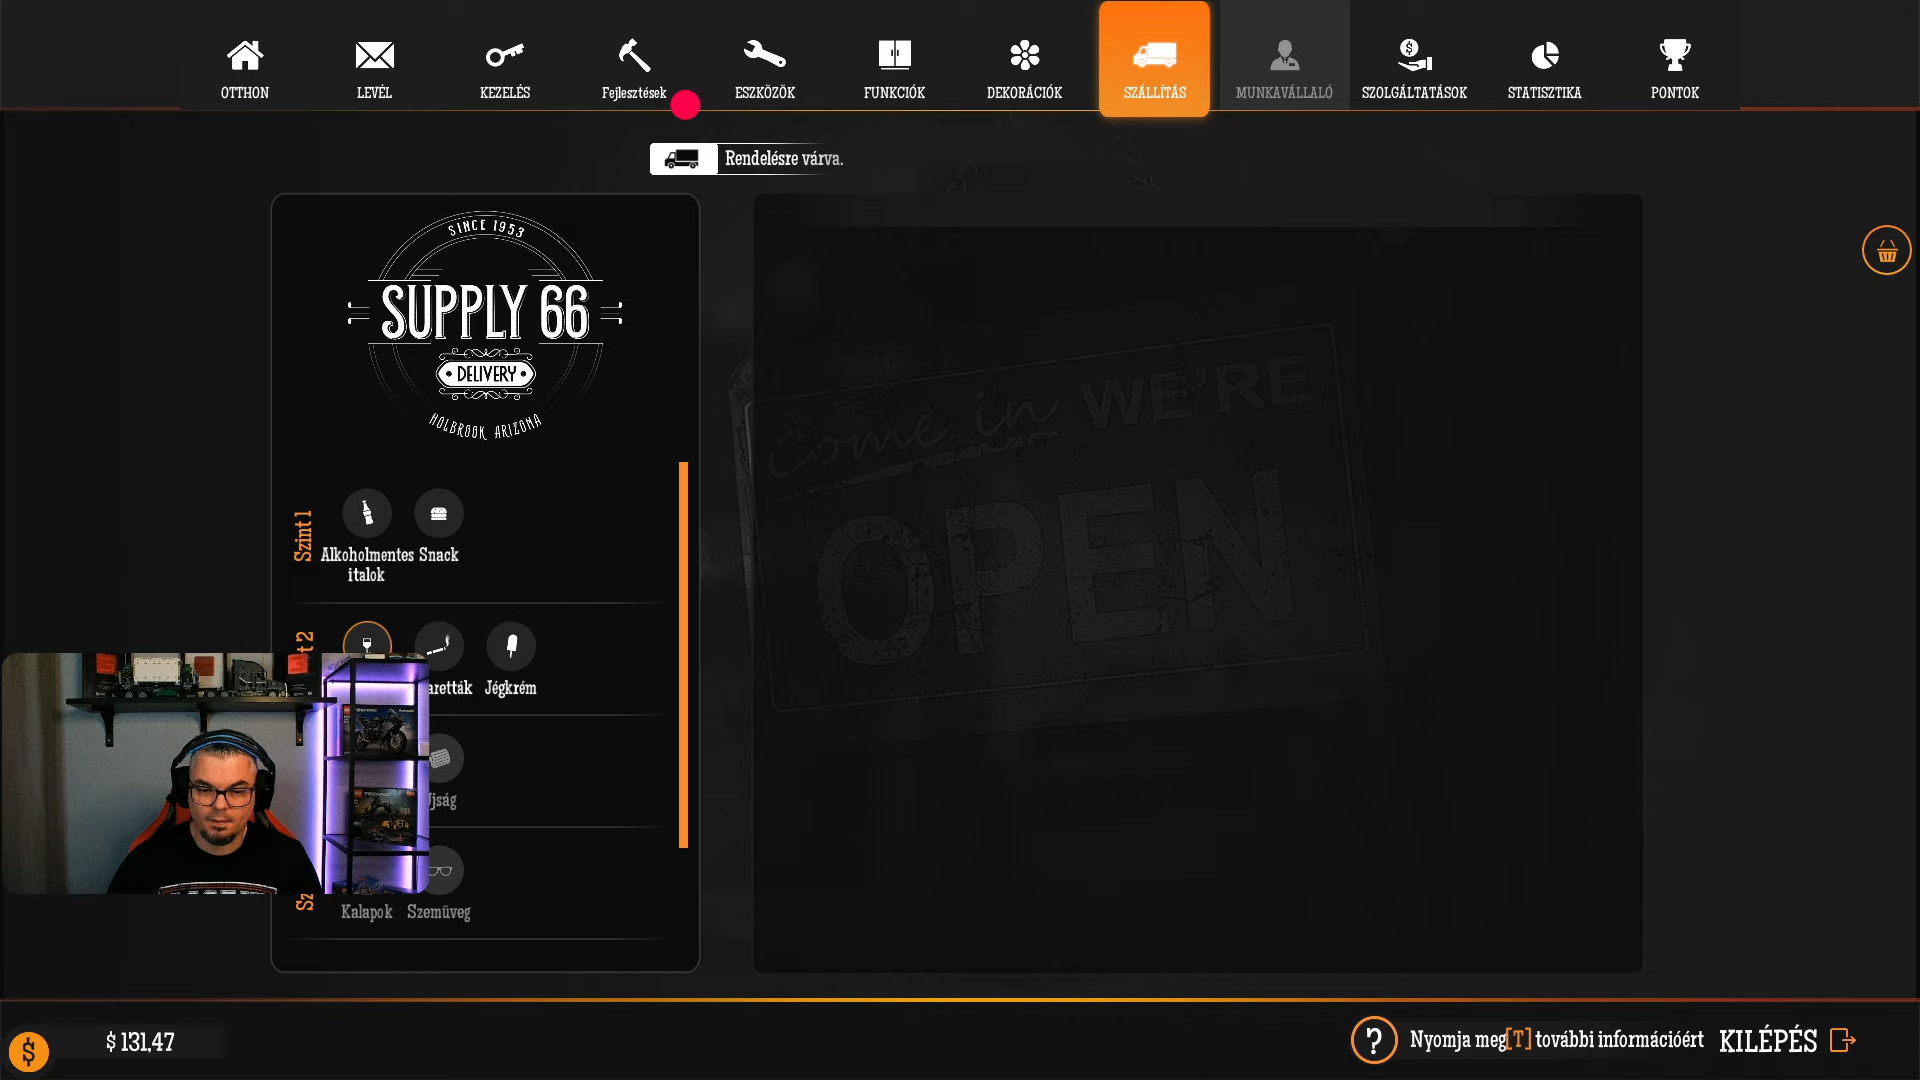 OTTHON
LEVÉL
KEZELÉS
Fejlesztések
ESZKÖZÖK
FUNKCIÓK
DEKORÁCIÓK
SZÁLLÍTÁS
MUNKAVÁLLALÓ
SZOLGÁLTATÁSOK
STATISZTIKA
PONTOK
Rendelésre várva.
SINCE 1953
SUPPLY 66
• DELIVERY •
HOLBROOK ARIZONA
Szint 1
Alkoholmentes
italok
Snack
Jégkrém
Kalapok
Szemüveg
Come in WE'RE
OPEN
$ 131,47
?
Nyomja meg[T] további információért
KILÉPÉS